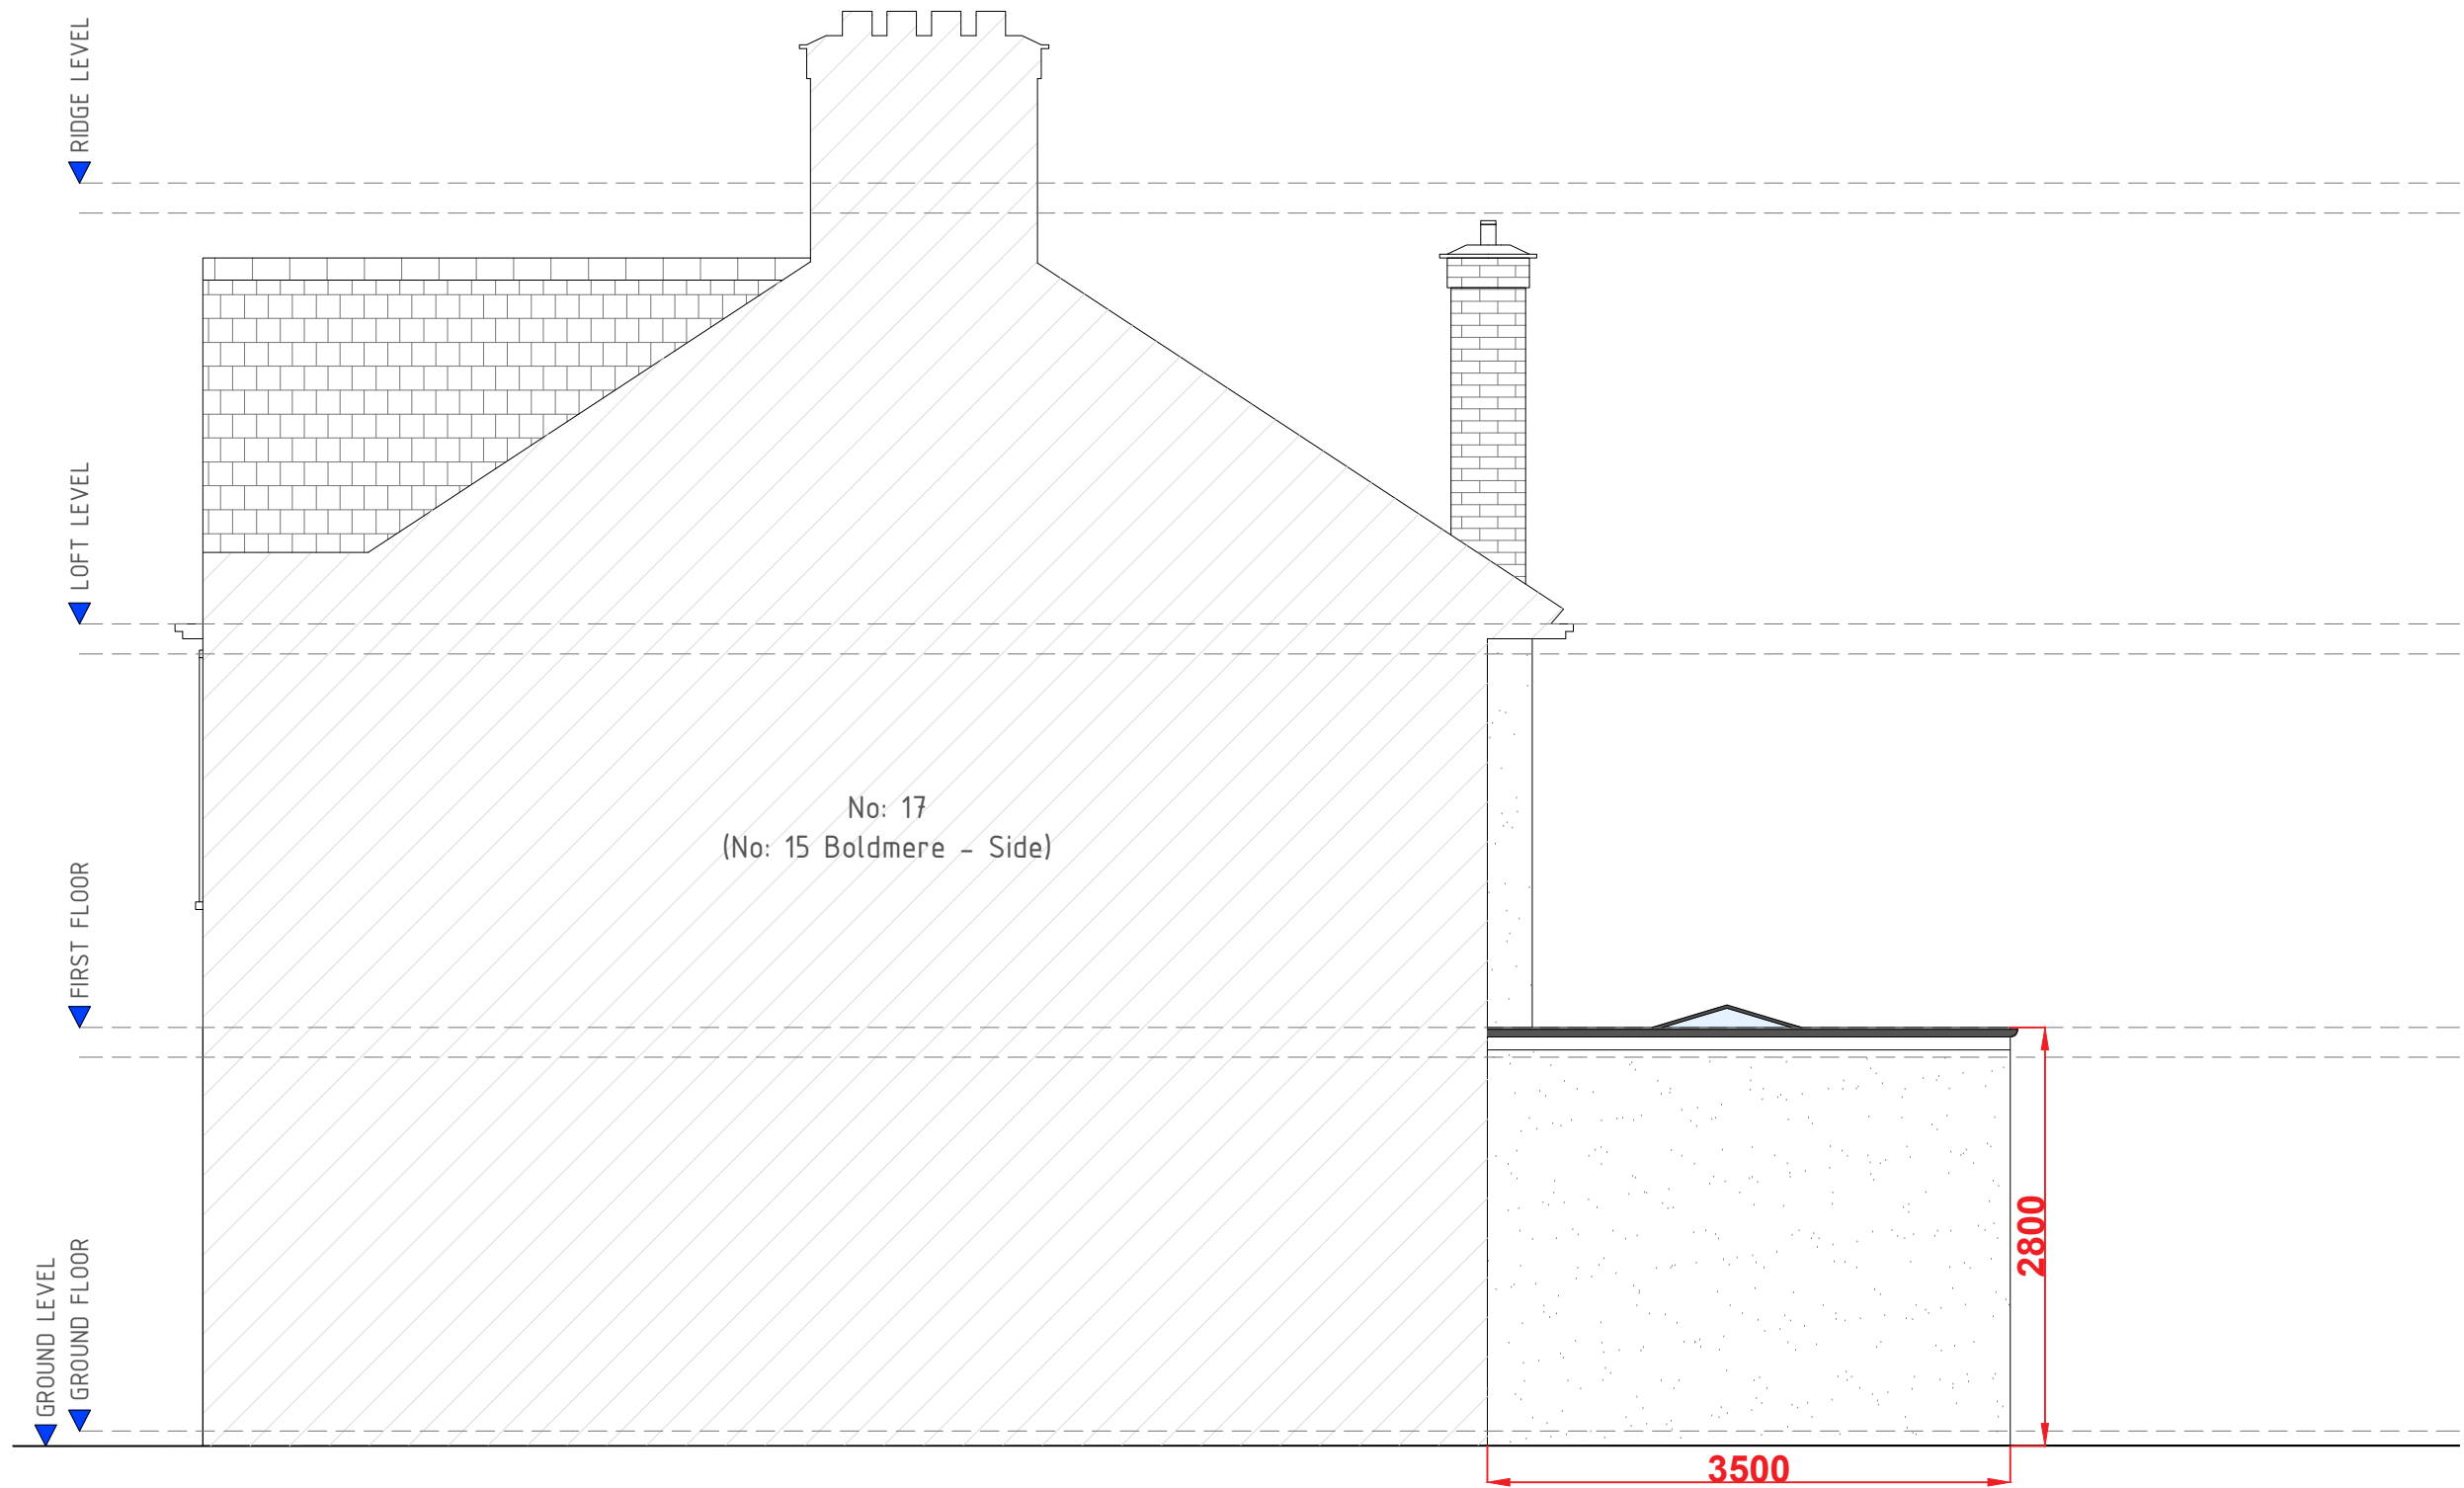 RIDGE LEVEL
LOFT LEVEL
No: 17
(No: 15 Boldmere - Side)
FIRST FLOOR
GROUND LEVEL
GROUND FLOOR
2800
3500